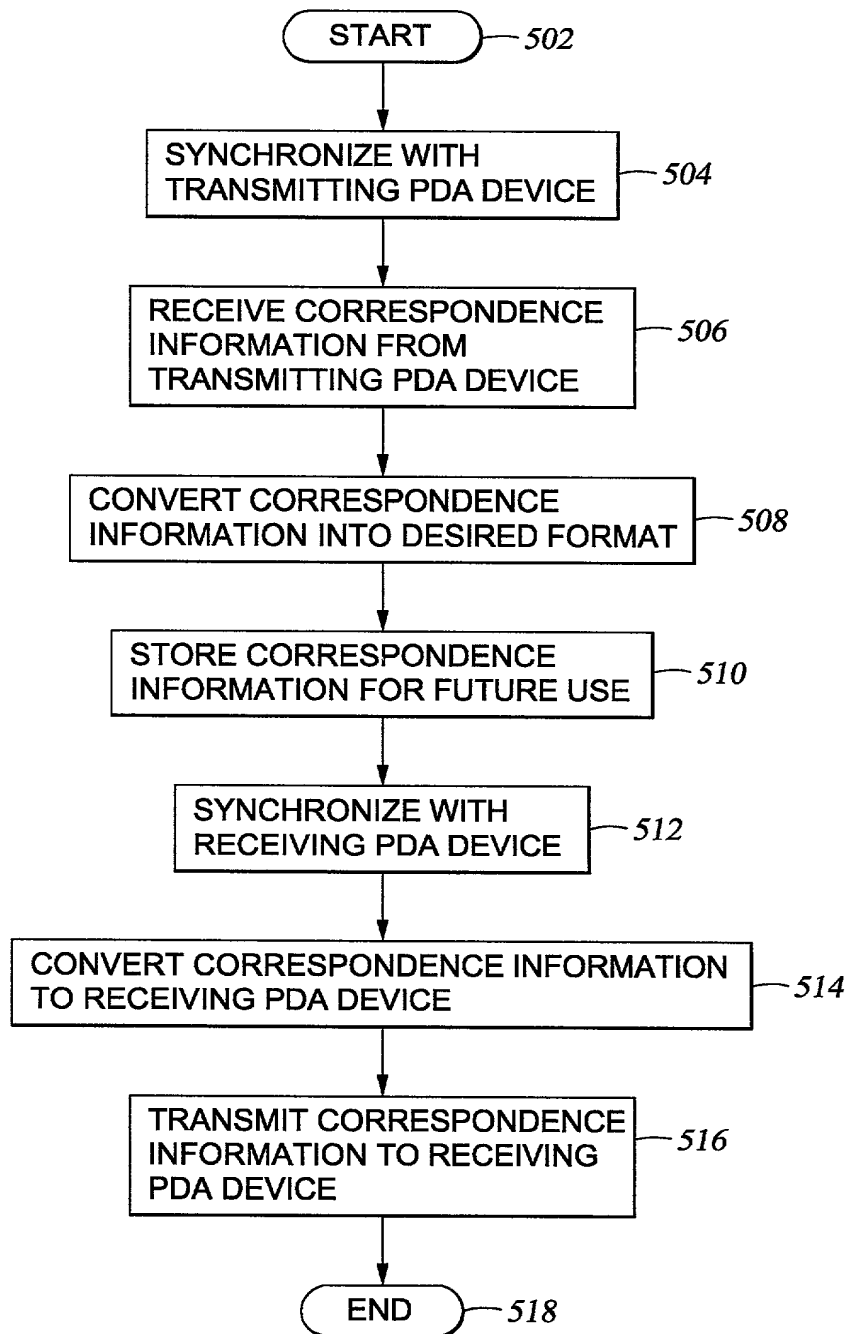 START
502
SYNCHRONIZE WITH
TRANSMITTING PDA DEVICE
504
RECEIVE CORRESPONDENCE
INFORMATION FROM
TRANSMITTING PDA DEVICE
506
CONVERT CORRESPONDENCE
INFORMATION INTO DESIRED FORMAT
508
STORE CORRESPONDENCE
INFORMATION FOR FUTURE USE
510
SYNCHRONIZE WITH
RECEIVING PDA DEVICE
512
CONVERT CORRESPONDENCE INFORMATION
TO RECEIVING PDA DEVICE
514
TRANSMIT CORRESPONDENCE
INFORMATION TO RECEIVING
PDA DEVICE
516
END
518